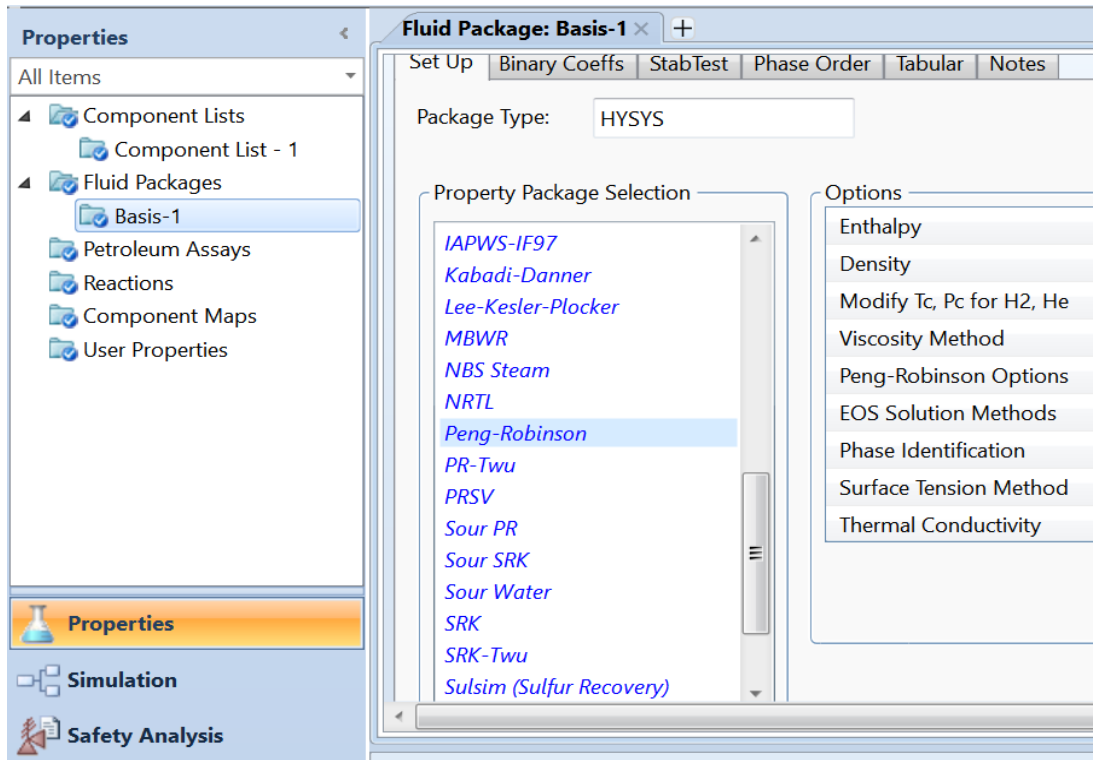 Properties
All Items
Component Lists
Component List - 1
Fluid Packages
Basis-1
Petroleum Assays
Reactions
Component Maps
User Properties
Properties
Simulation
Safety Analysis
Fluid Package: Basis-1
Set Up Binary Coeffs StabTest Phase Order Tabular Notes
Package Type: HYSYS
Property Package Selection
IAPWS-IF97
Kabadi-Danner
Lee-Kesler-Plocker
MBWR
NBS Steam
NRTL
Peng-Robinson
PR-Twu
PRSV
Sour PR
Sour SRK
Sour Water
SRK
SRK-Twu
Sulsim (Sulfur Recovery)
Options
Enthalpy
Density
Modify Tc, Pc for H2, He
Viscosity Method
Peng-Robinson Options
EOS Solution Methods
Phase Identification
Surface Tension Method
Thermal Conductivity